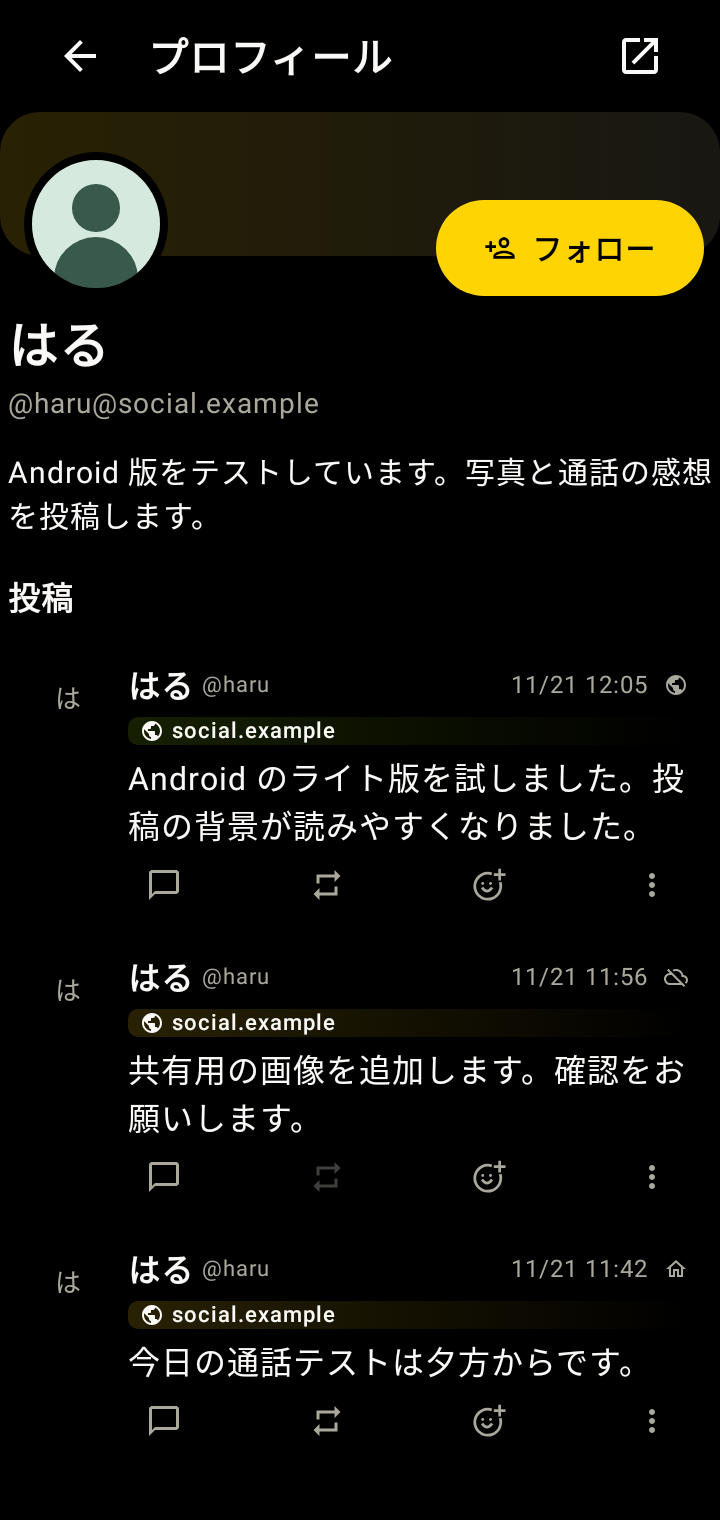 プロフィール
フォロー
はる
@haru@social.example
Android 版をテストしています。写真と通話の感想
を投稿します。
投稿
は
はる @haru 11/21 12:05
social.example
Android のライト版を試しました。投
稿の背景が読みやすくなりました。
は
はる @haru 11/21 11:56
social.example
共有用の画像を追加します。確認をお
願いします。
は
はる @haru 11/21 11:42
social.example
今日の通話テストは夕方からです。